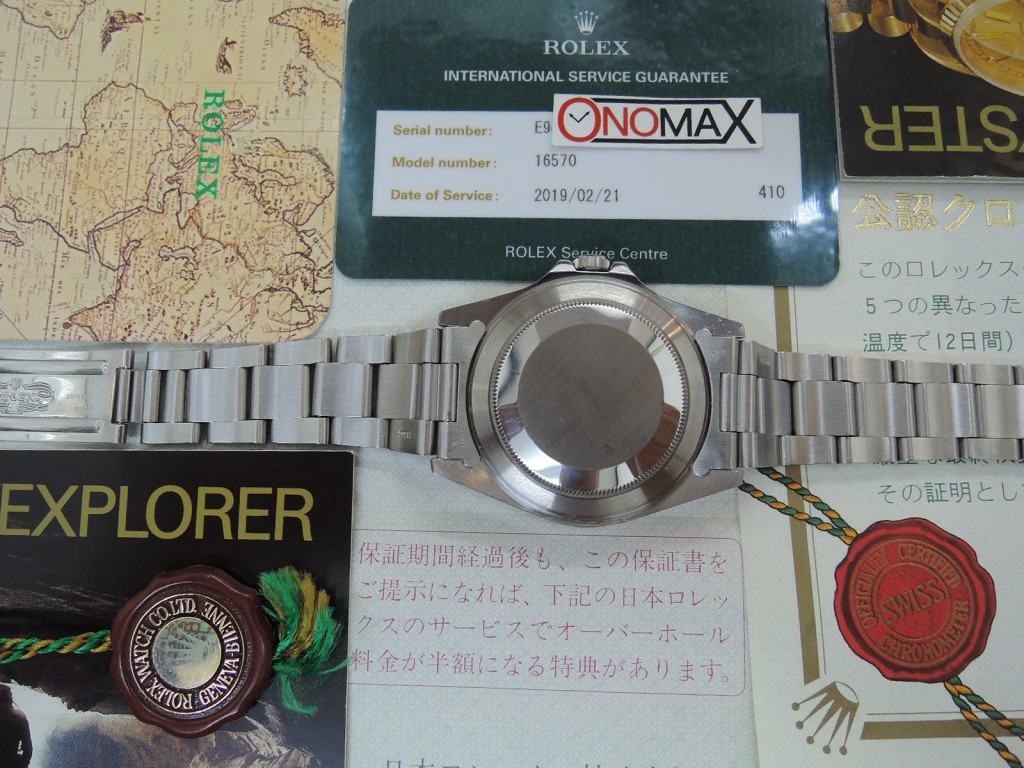 ROLEX
ROLEX
INTERNATIONAL SERVICE GUARANTEE
Serial number: E9
ONOMAX
Model number: 16570
Date of Service: 2019/02/21 410
ROLEX Service Centre
YSTER
公認クロ
このロレックス
5つの異なった
温度で12日間)
その証明とし
EXPLORER
ROLEX WATCH CO.LTD.
GENEVA-BIENNE
保証期間経過後も、この保証書を
ご提示になれば、下記の日本ロレッ
クスのサービスでオーバーホール
料金が半額になる特典があります。
OFFICIALLY CERTIFIED
SWISS
CHRONOMETER